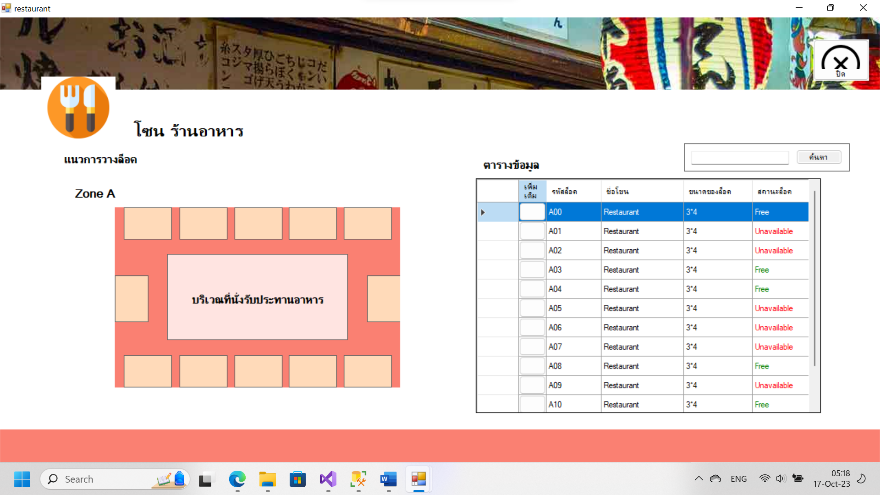 restaurant
ปิด
โซน ร้านอาหาร
แนวการวางล็อค
ตารางข้อมูล
ค้นหา
Zone A
บริเวณที่นั่งรับประทานอาหาร
เพิ่มเติม รหัสล็อค ชื่อโซน ขนาดของล็อค สถานะล็อค
A00 Restaurant 3*4 Free
A01 Restaurant 3*4 Unavailable
A02 Restaurant 3*4 Unavailable
A03 Restaurant 3*4 Free
A04 Restaurant 3*4 Free
A05 Restaurant 3*4 Unavailable
A06 Restaurant 3*4 Unavailable
A07 Restaurant 3*4 Unavailable
A08 Restaurant 3*4 Free
A09 Restaurant 3*4 Unavailable
A10 Restaurant 3*4 Free
Search
ENG
05:18
17-Oct-23